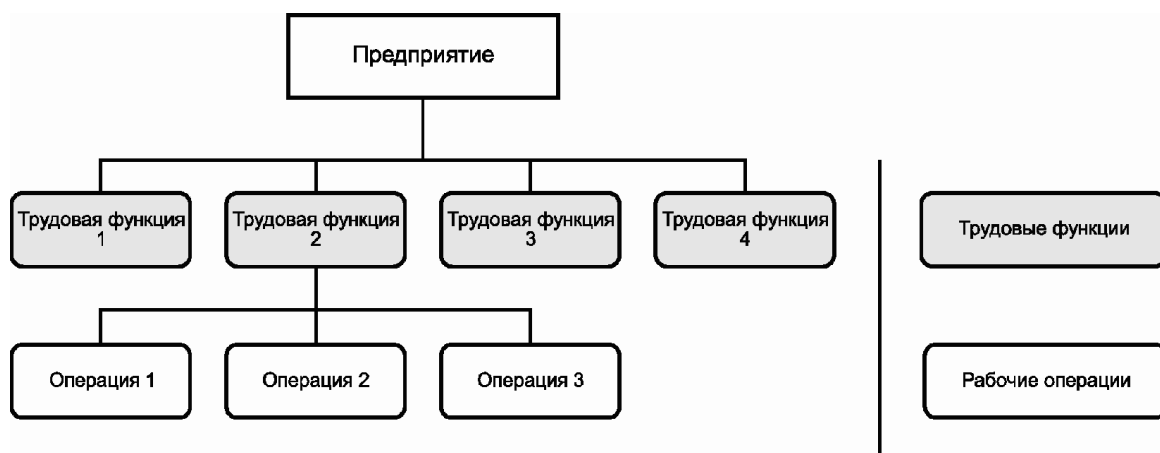 Предприятие
Трудовая функция
1
Трудовая функция
2
Трудовая функция
3
Трудовая функция
4
Трудовые функции
Операция 1
Операция 2
Операция 3
Рабочие операции